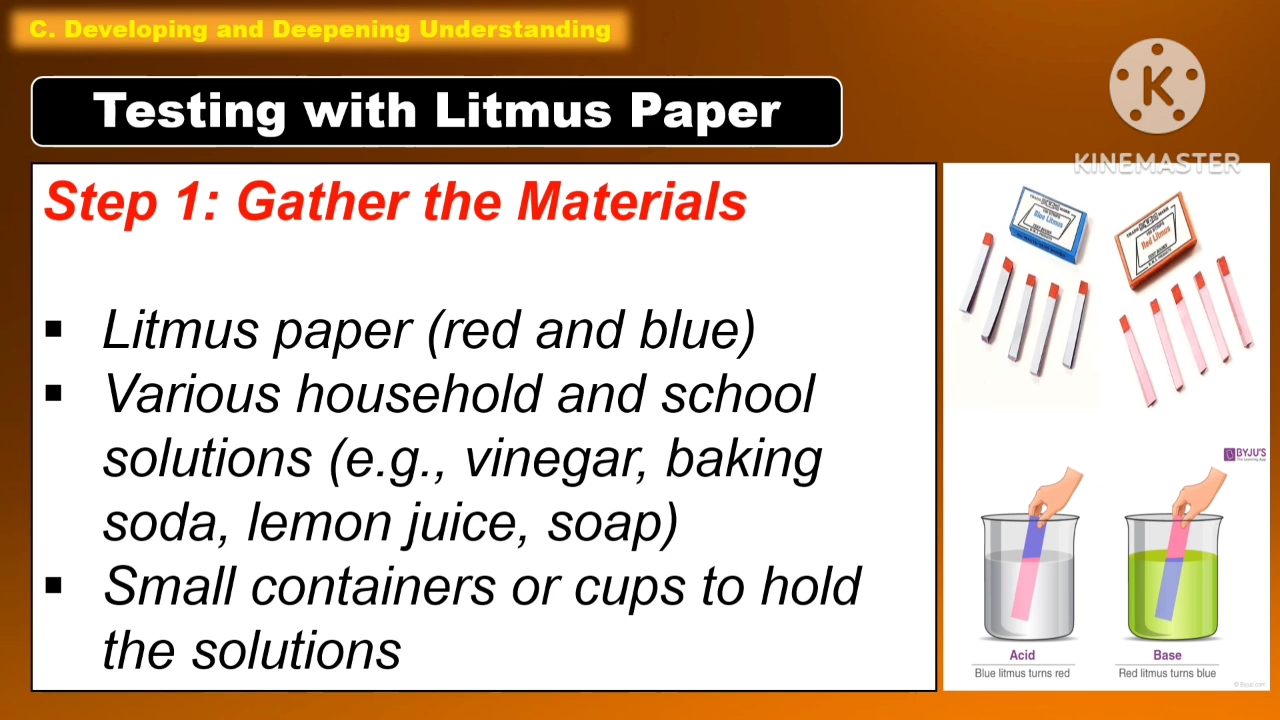 C. Developing and Deepening Understanding
Testing with Litmus Paper
K
KINEMASTER
Step 1: Gather the Materials
▪ Litmus paper (red and blue)
▪ Various household and school
solutions (e.g., vinegar, baking
soda, lemon juice, soap)
▪ Small containers or cups to hold
the solutions
Blue Litmus
Red Litmus
BYJU'S
The Learning App
Acid
Blue litmus turns red
Base
Red litmus turns blue
© Byjus.com